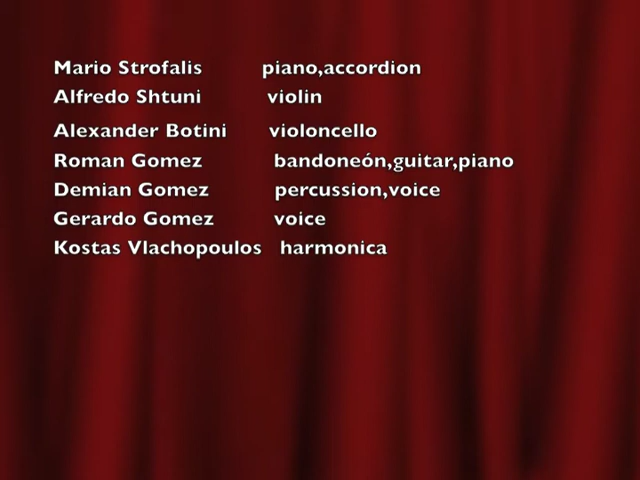 Mario Strofalis piano,accordion
Alfredo Shtuni violin
Alexander Botini violoncello
Roman Gomez bandoneón,guitar,piano
Demian Gomez percussion,voice
Gerardo Gomez voice
Kostas Vlachopoulos harmonica